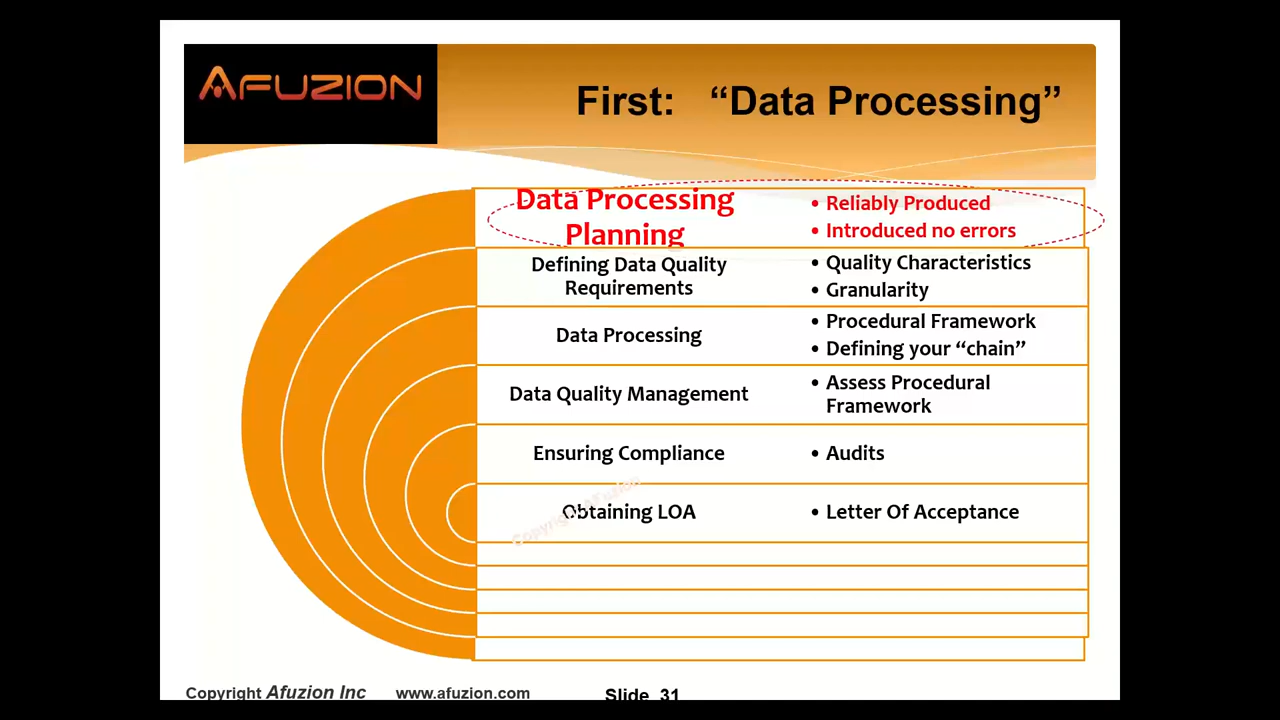 AFUZION
First: “Data Processing”
Data Processing
Planning
• Reliably Produced
• Introduced no errors
Defining Data Quality
Requirements
• Quality Characteristics
• Granularity
Data Processing
• Procedural Framework
• Defining your “chain”
Data Quality Management
• Assess Procedural
Framework
Ensuring Compliance
• Audits
Obtaining LOA
• Letter Of Acceptance
Copyright AFuzion
Copyright Afuzion Inc www.afuzion.com Slide 31